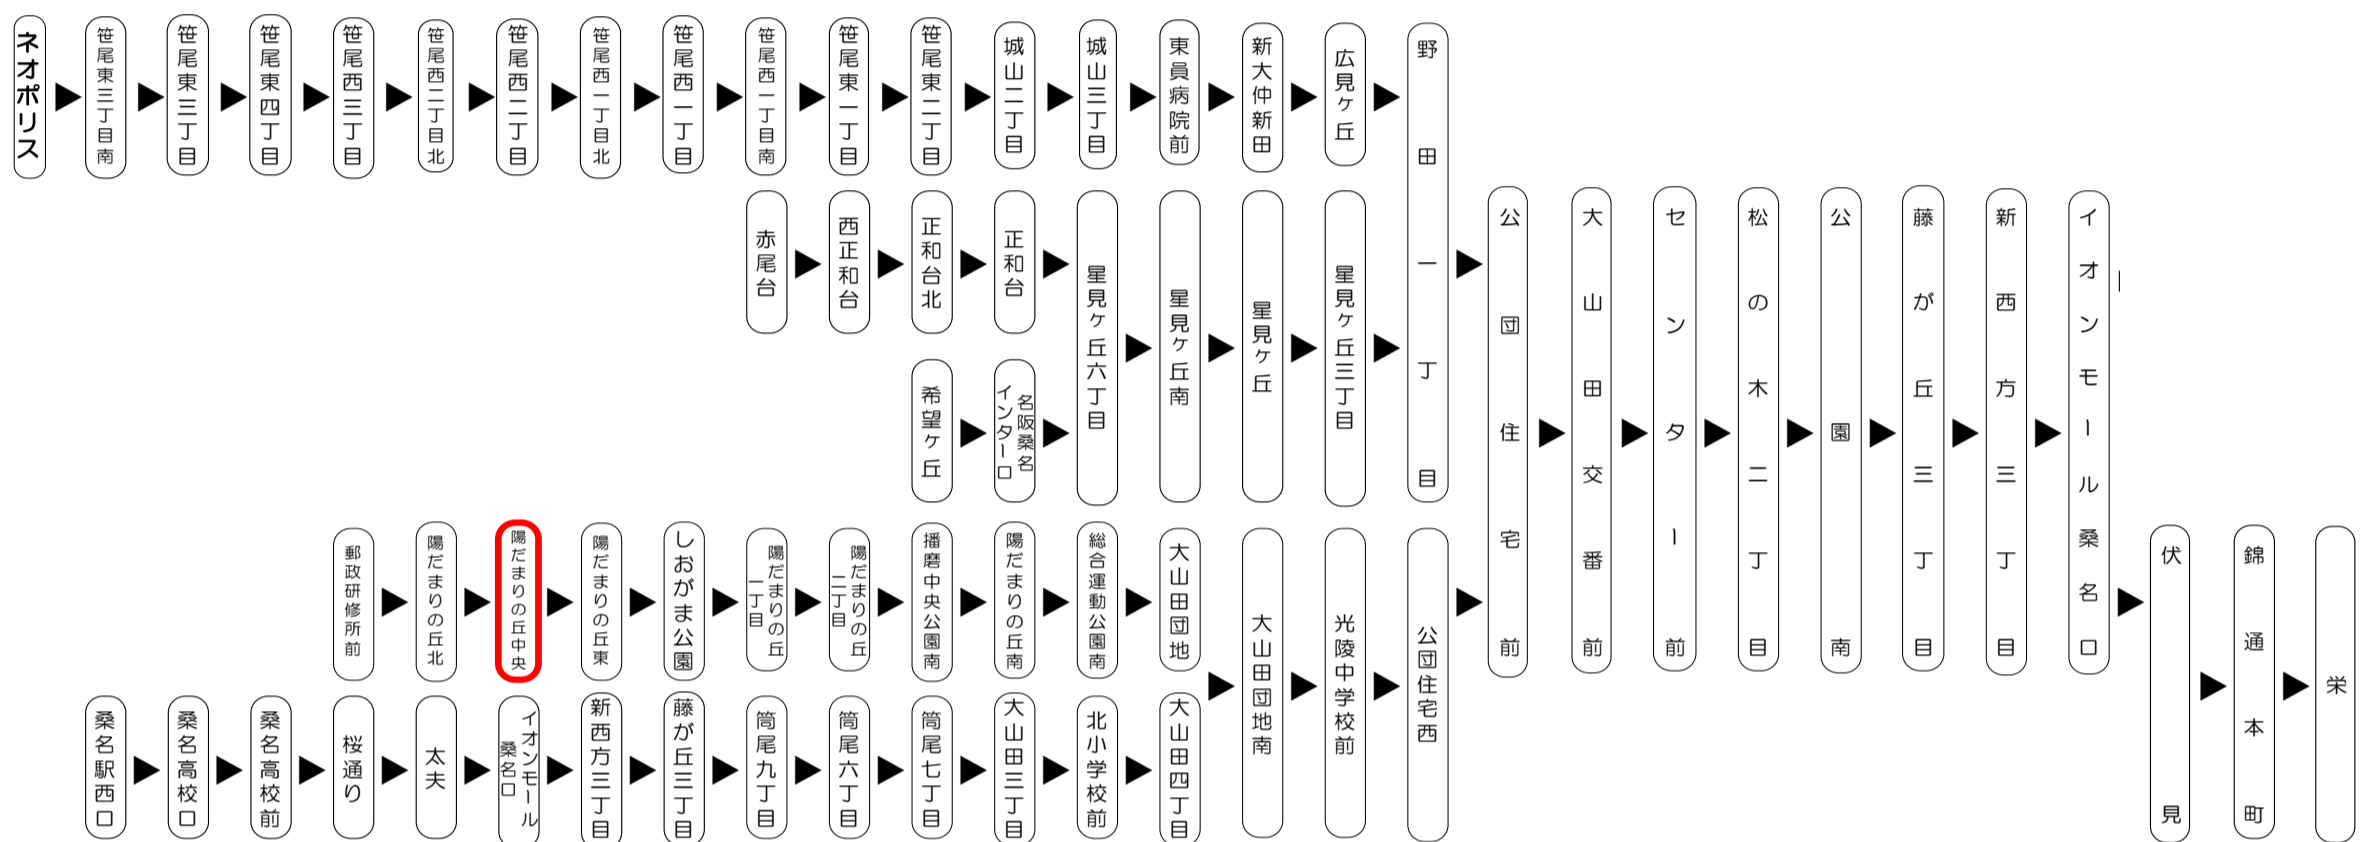 ネオポリス
笹尾東三丁目南
笹尾東三丁目
笹尾東四丁目
笹尾西三丁目
笹尾西二丁目北
笹尾西二丁目
笹尾西一丁目北
笹尾西一丁目
笹尾西一丁目南
笹尾東一丁目
笹尾東二丁目
城山二丁目
城山三丁目
東員病院前
新大仲新田
広見ヶ丘
野田一丁目
赤尾台
西正和台
正和台北
正和台
星見ヶ丘六丁目
星見ヶ丘南
星見ヶ丘
星見ヶ丘三丁目
希望ヶ丘
名阪桑名
インター口
公団住宅前
大山田交番前
センター前
松の木二丁目
公園南
藤が丘三丁目
新西方三丁目
イオンモール桑名口
郵政研修所前
陽だまりの丘北
陽だまりの丘中央
陽だまりの丘東
しおがま公園
陽だまりの丘
一丁目
陽だまりの丘
二丁目
播磨中央公園南
陽だまりの丘南
総合運動公園南
大山田団地
大山田団地南
光陵中学校前
公団住宅西
桑名駅西口
桑名高校口
桑名高校前
桜通り
太夫
イオンモール
桑名口
新西方三丁目
藤が丘三丁目
筒尾九丁目
筒尾六丁目
筒尾七丁目
大山田三丁目
北小学校前
大山田四丁目
伏見
錦通本町
栄